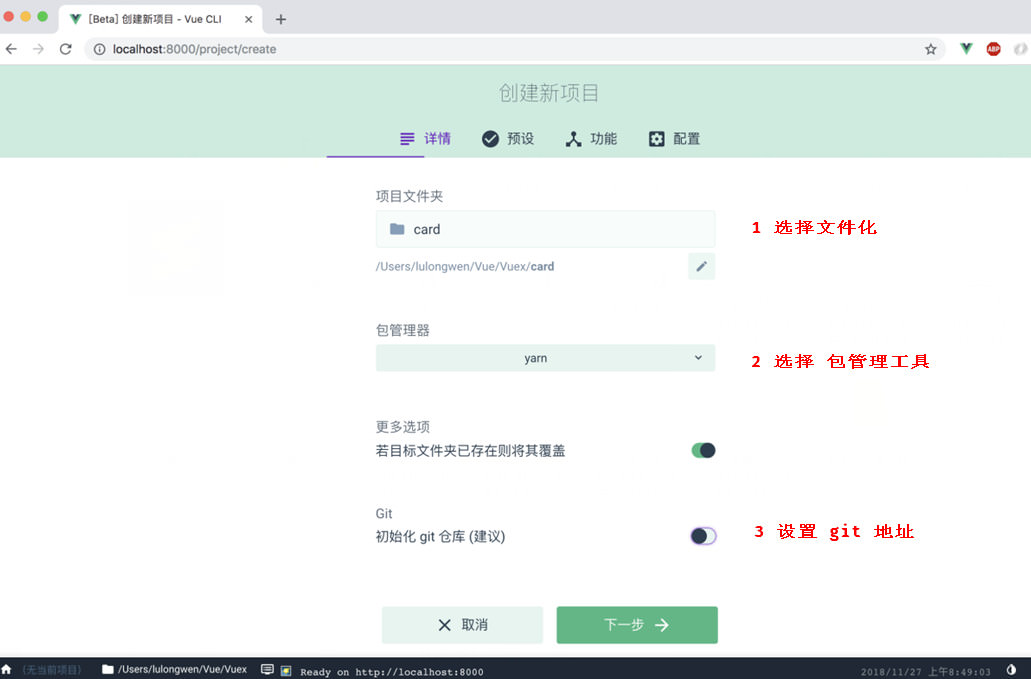 [Beta] 创建新项目 - Vue CLI
localhost:8000/project/create
ABP
创建新项目
详情 预设 功能 配置
项目文件夹
card
1 选择文件化
/Users/lulongwen/Vue/Vuex/card
包管理器
yarn
2 选择 包管理工具
更多选项
若目标文件夹已存在则将其覆盖
Git
初始化 git 仓库 (建议)
3 设置 git 地址
取消 下一步
(无当前项目) /Users/lulongwen/Vue/Vuex Ready on http://localhost:8000 2018/11/27 上午8:49:03